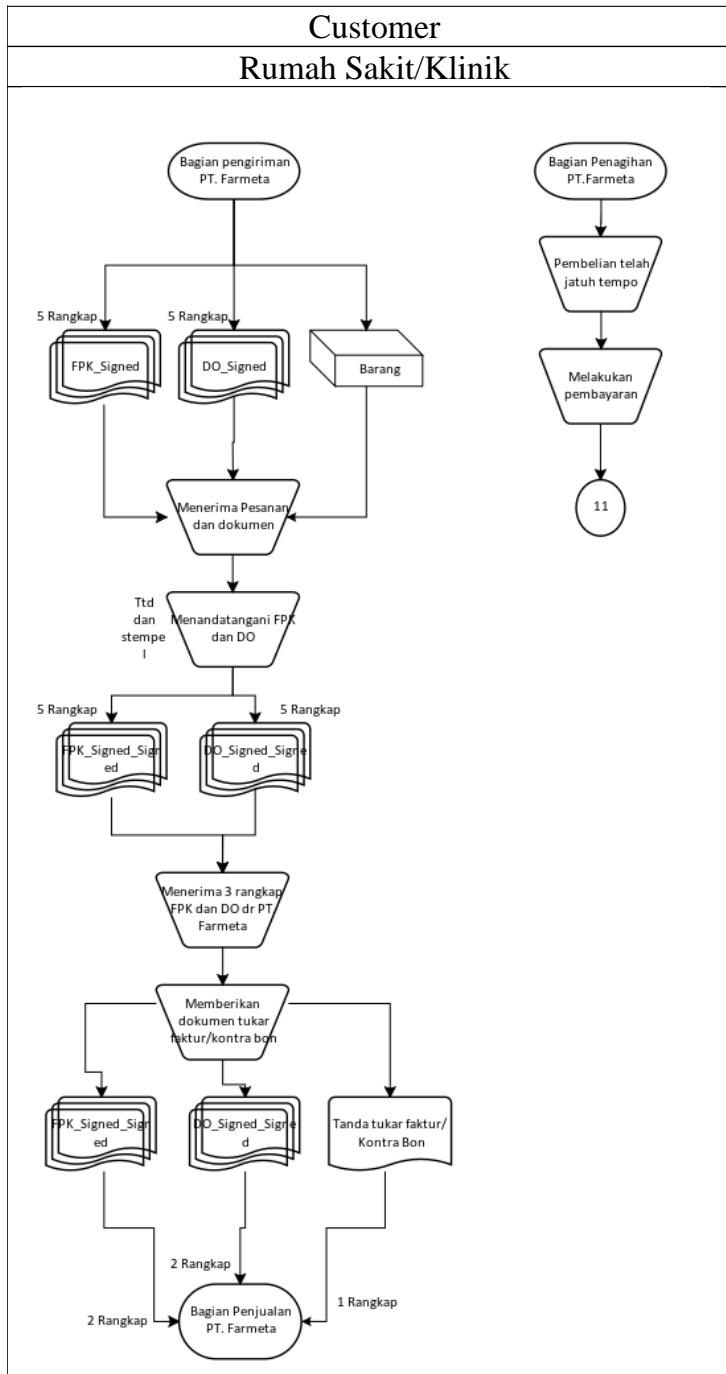 Customer
Rumah Sakit/Klinik
Bagian pengiriman
PT. Farmeta
5 Rangkap
FPK_Signed
5 Rangkap
DO_Signed
Barang
Menerima Pesanan
dan dokumen
Ttd
dan
stempe
l
Menandatangani FPK
dan DO
5 Rangkap
FPK_Signed_Sign
ed
5 Rangkap
DO_Signed_Signe
d
Menerima 3 rangkap
FPK dan DO dr PT.
Farmeta
Memberikan
dokumen tukar
faktur/kontra bon
FPK_Signed_Sign
ed
DO_Signed_Signe
d
Tanda tukar faktur/
Kontra Bon
2 Rangkap
2 Rangkap
1 Rangkap
Bagian Penjualan
PT. Farmeta
Bagian Penagihan
PT.Farmeta
Pembelian telah
jatuh tempo
Melakukan
pembayaran
11